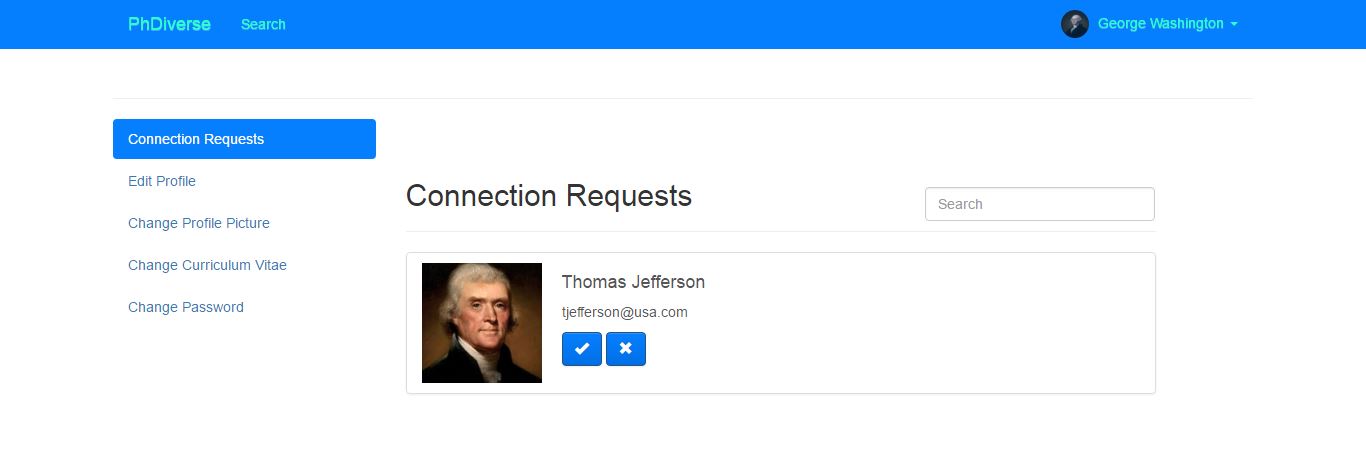 PhDiverse Search George Washington
Connection Requests
Edit Profile
Change Profile Picture
Change Curriculum Vitae
Change Password
Connection Requests
Search
Thomas Jefferson
tjefferson@usa.com